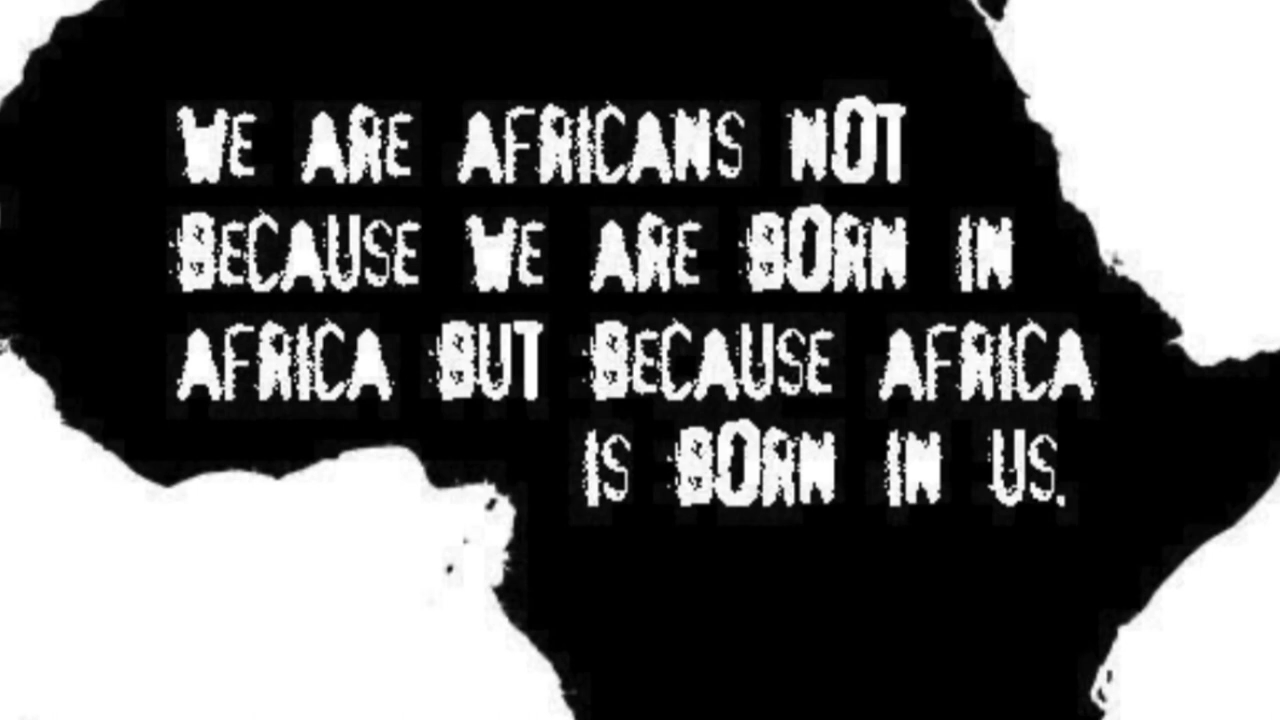 WE ARE AFRICANS NOT
BECAUSE WE ARE BORN IN
AFRICA BUT BECAUSE AFRICA
IS BORN IN US.